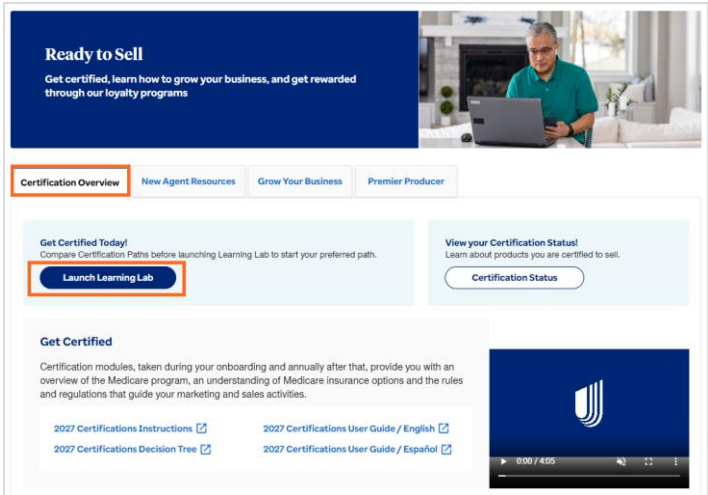 Ready to Sell
Get certified, learn how to grow your business, and get rewarded
through our loyalty programs
Certification Overview
New Agent Resources
Grow Your Business
Premier Producer
Get Certified Today!
Compare Certification Paths before launching Learning Lab to start your preferred path.
Launch Learning Lab
View your Certification Status!
Learn about products you are certified to sell.
Certification Status
Get Certified
Certification modules, taken during your onboarding and annually after that, provide you with an
overview of the Medicare program, an understanding of Medicare insurance options and the rules
and regulations that guide your marketing and sales activities.
2027 Certifications Instructions
2027 Certifications User Guide / English
2027 Certifications Decision Tree
2027 Certifications User Guide / Español
0:00 / 4:05